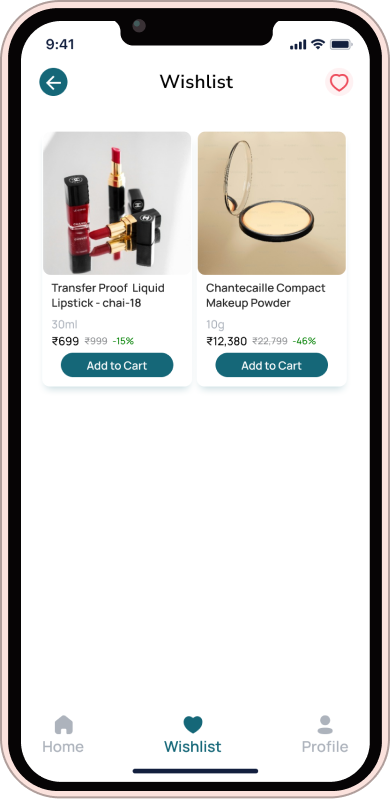 9:41
Wishlist
Transfer Proof Liquid
Lipstick - chai-18
30ml
₹699 ₹999 -15%
Add to Cart
Chantecaille Compact
Makeup Powder
10g
₹12,380 ₹22,799 -46%
Add to Cart
Home
Wishlist
Profile